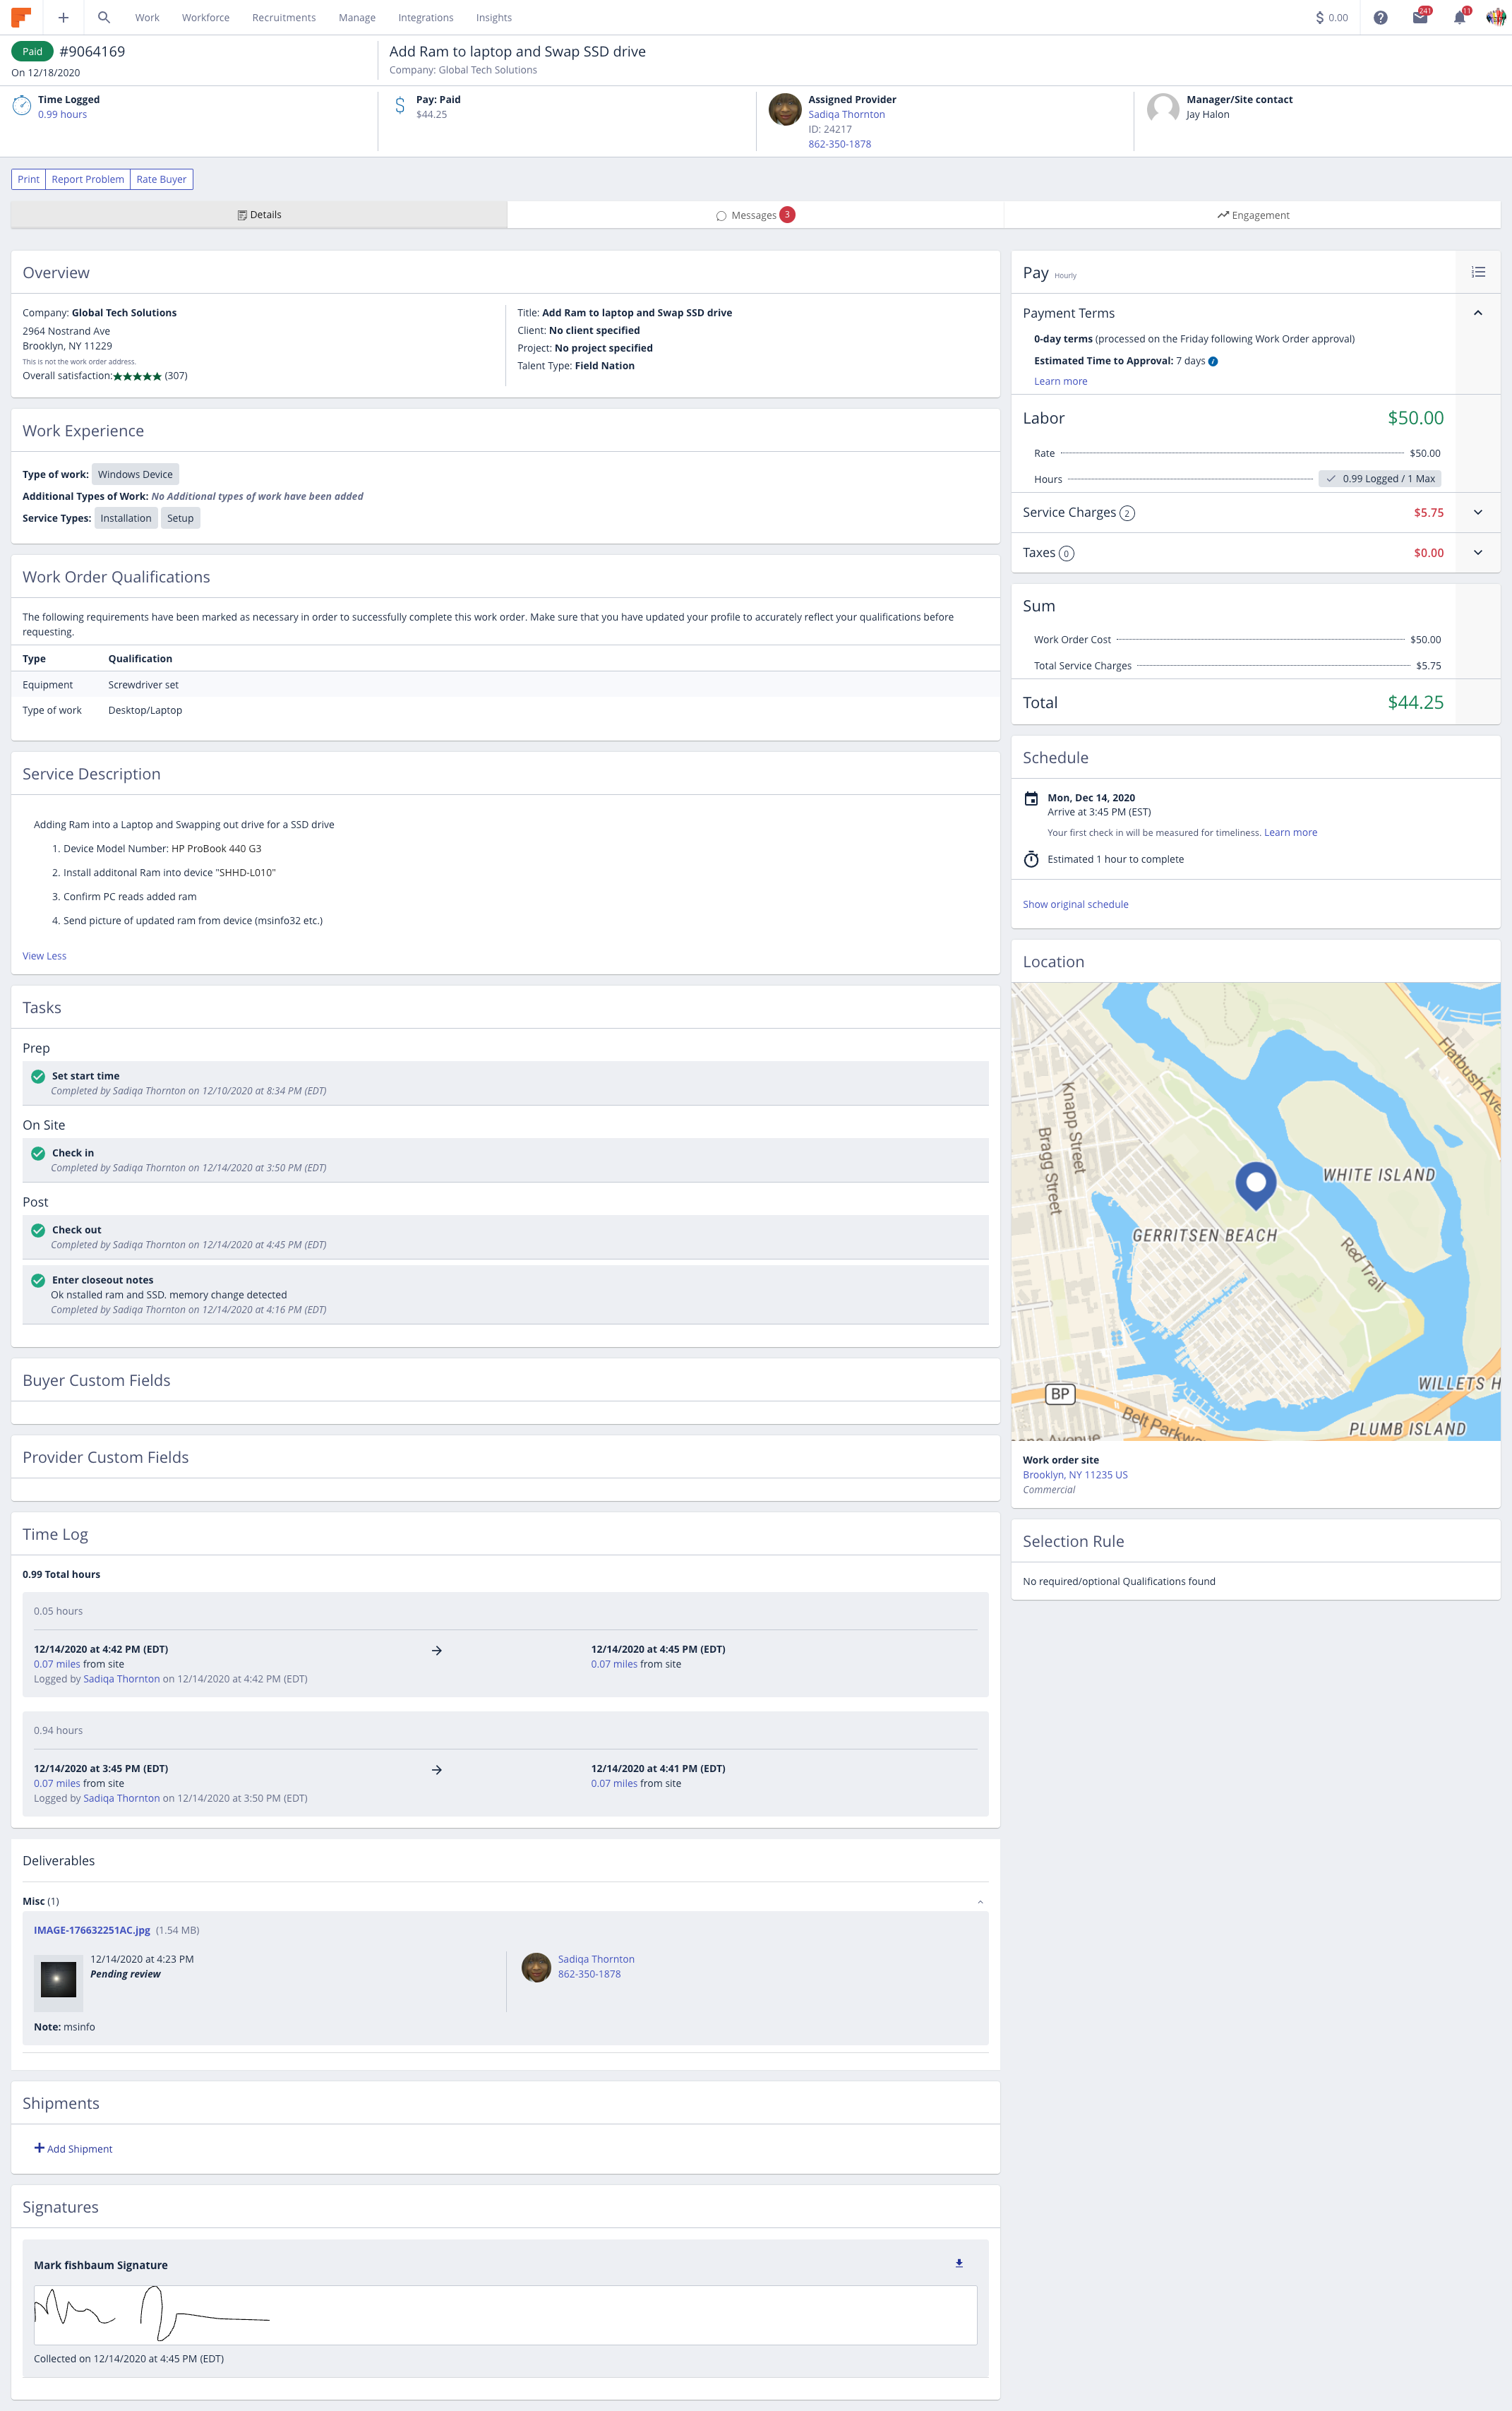 Work Workforce Recruitments Manage Integrations Insights $ 0.00 241 11
Paid #9064169
On 12/18/2020
Add Ram to laptop and Swap SSD drive
Company: Global Tech Solutions
Time Logged
0.99 hours
Pay: Paid
$44.25
Assigned Provider
Sadiqa Thornton
ID: 24217
862-350-1878
Manager/Site contact
Jay Halon
Print Report Problem Rate Buyer
Details Messages 3 Engagement
Overview
Company: Global Tech Solutions
2964 Nostrand Ave
Brooklyn, NY 11229
This is not the work order address.
Overall satisfaction: ★★★★★ (307)
Title: Add Ram to laptop and Swap SSD drive
Client: No client specified
Project: No project specified
Talent Type: Field Nation
Work Experience
Type of work: Windows Device
Additional Types of Work: No Additional types of work have been added
Service Types: Installation Setup
Work Order Qualifications
The following requirements have been marked as necessary in order to successfully complete this work order. Make sure that you have updated your profile to accurately reflect your qualifications before
requesting.
Type Qualification
Equipment Screwdriver set
Type of work Desktop/Laptop
Service Description
Adding Ram into a Laptop and Swapping out drive for a SSD drive
1. Device Model Number: HP ProBook 440 G3
2. Install additonal Ram into device "SHHD-L010"
3. Confirm PC reads added ram
4. Send picture of updated ram from device (msinfo32 etc.)
View Less
Tasks
Prep
Set start time
Completed by Sadiqa Thornton on 12/10/2020 at 8:34 PM (EDT)
On Site
Check in
Completed by Sadiqa Thornton on 12/14/2020 at 3:50 PM (EDT)
Post
Check out
Completed by Sadiqa Thornton on 12/14/2020 at 4:45 PM (EDT)
Enter closeout notes
Ok nstalled ram and SSD. memory change detected
Completed by Sadiqa Thornton on 12/14/2020 at 4:16 PM (EDT)
Buyer Custom Fields
Provider Custom Fields
Time Log
0.99 Total hours
0.05 hours
12/14/2020 at 4:42 PM (EDT) → 12/14/2020 at 4:45 PM (EDT)
0.07 miles from site 0.07 miles from site
Logged by Sadiqa Thornton on 12/14/2020 at 4:42 PM (EDT)
0.94 hours
12/14/2020 at 3:45 PM (EDT) → 12/14/2020 at 4:41 PM (EDT)
0.07 miles from site 0.07 miles from site
Logged by Sadiqa Thornton on 12/14/2020 at 3:50 PM (EDT)
Deliverables
Misc (1)
IMAGE-176632251AC.jpg (1.54 MB)
12/14/2020 at 4:23 PM
Pending review
Sadiqa Thornton
862-350-1878
Note: msinfo
Shipments
Add Shipment
Signatures
Mark fishbaum Signature
Collected on 12/14/2020 at 4:45 PM (EDT)
Pay Hourly
Payment Terms
0-day terms (processed on the Friday following Work Order approval)
Estimated Time to Approval: 7 days
Learn more
Labor $50.00
Rate $50.00
Hours 0.99 Logged / 1 Max
Service Charges 2 $5.75
Taxes 0 $0.00
Sum
Work Order Cost $50.00
Total Service Charges $5.75
Total $44.25
Schedule
Mon, Dec 14, 2020
Arrive at 3:45 PM (EST)
Your first check in will be measured for timeliness. Learn more
Estimated 1 hour to complete
Show original schedule
Location
Flatbush Ave
Knapp Street
Bragg Street
WHITE ISLAND
GERRITSEN BEACH
Red Trail
WILLETS H
BP
Belt Parkw
PLUMB ISLAND
Work order site
Brooklyn, NY 11235 US
Commercial
Selection Rule
No required/optional Qualifications found